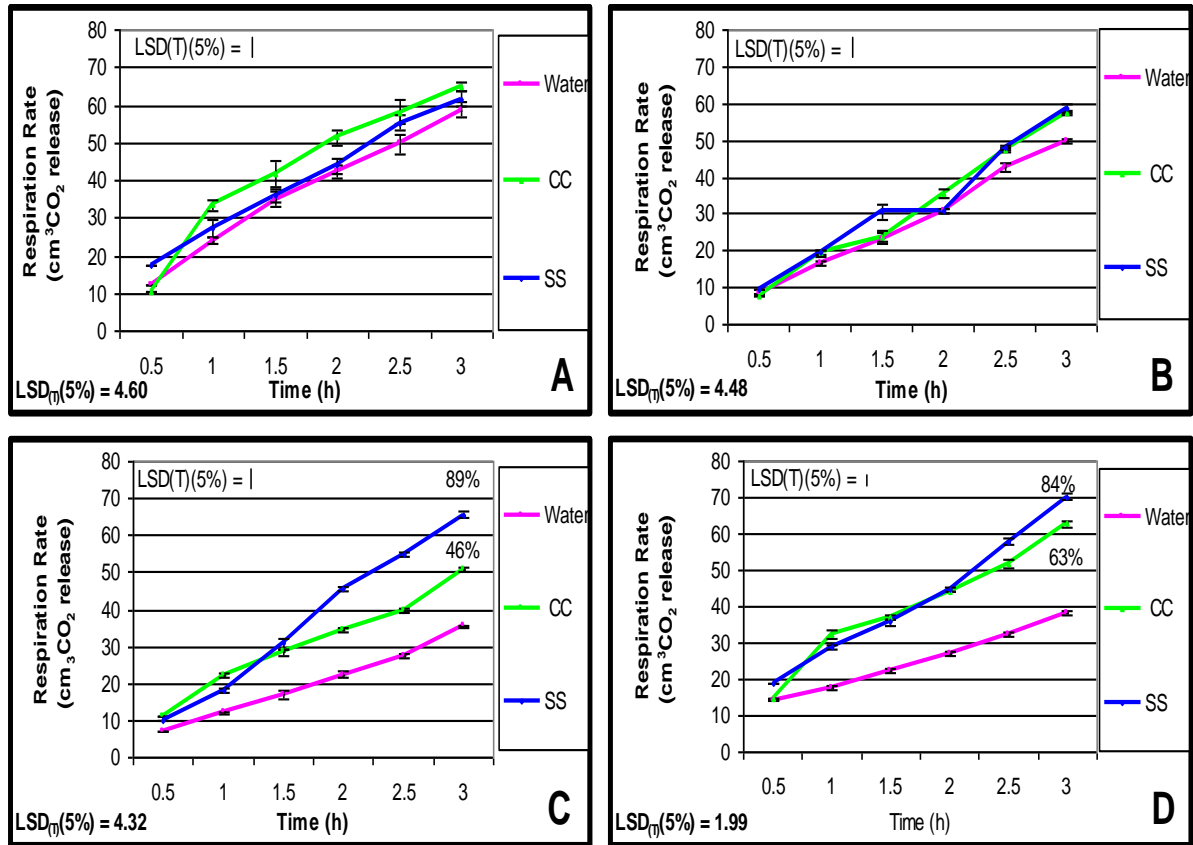 LSD(T)(5%) = |
Respiration Rate
(cm³CO₂ release)
80
70
60
50
40
30
20
10
0
0.5 1 1.5 2 2.5 3
Time (h)
LSD(T)(5%) = 4.60
Water
CC
SS
A
LSD(T)(5%) = |
Respiration Rate
(cm³CO₂ release)
80
70
60
50
40
30
20
10
0
0.5 1 1.5 2 2.5 3
Time (h)
LSD(T)(5%) = 4.48
Water
CC
SS
B
LSD(T)(5%) = |
89%
46%
Respiration Rate
(cm₃CO₂ release)
80
70
60
50
40
30
20
10
0
0.5 1 1.5 2 2.5 3
Time (h)
LSD(T)(5%) = 4.32
Water
CC
SS
C
LSD(T)(5%) = ı
84%
63%
Respiration Rate
(cm³CO₂ release)
80
70
60
50
40
30
20
10
0
0.5 1 1.5 2 2.5 3
Time (h)
LSD(T)(5%) = 1.99
Water
CC
SS
D